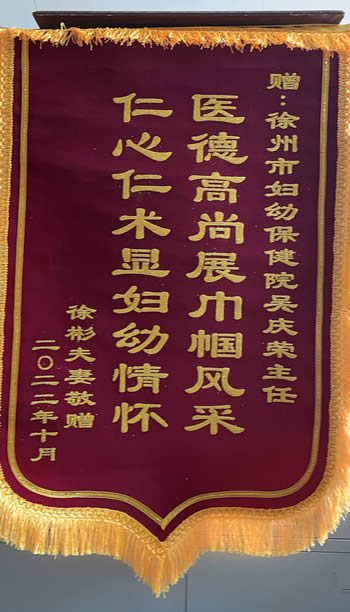 赠：徐州市妇幼保健院吴庆荣主任
医德高尚展巾帼风采
仁心仁术显妇幼情怀
徐彬夫妻敬赠
二〇二二年十月